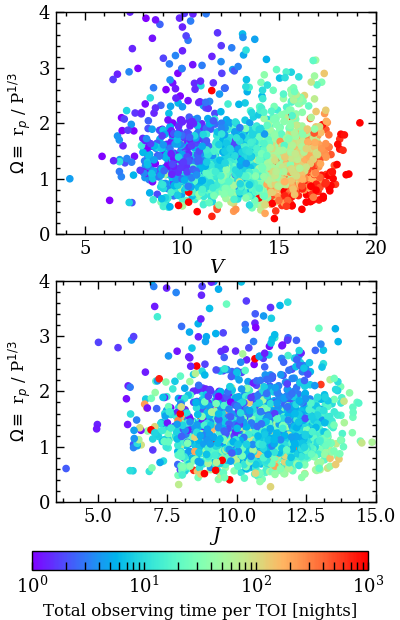 4
3
2
1
0
Ω ≡ r_p / P^1/3
5 10 15 20
V
4
3
2
1
0
Ω ≡ r_p / P^1/3
5.0 7.5 10.0 12.5 15.0
J
10^0 10^1 10^2 10^3
Total observing time per TOI [nights]